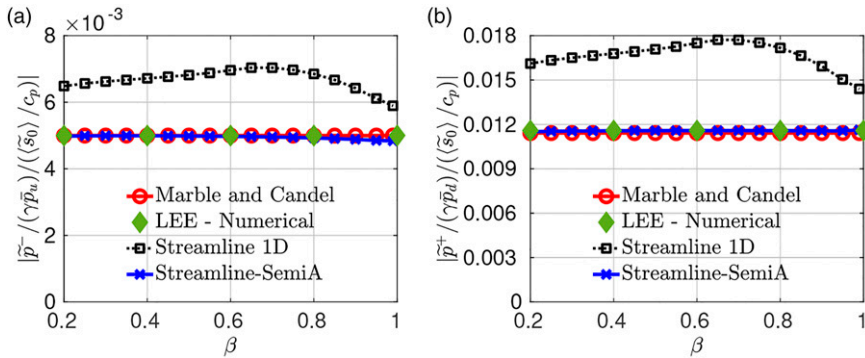 (a)
× 10⁻³
8
6
4
2
0
0.2 0.4 0.6 0.8 1
β
|p̃⁻/(γp̄ᵤ)/(⟨s̃₀⟩/cₚ)|
Marble and Candel
LEE - Numerical
Streamline 1D
Streamline-SemiA
(b)
0.018
0.018
0.012
0.009
0.006
0.003
0
0.2 0.4 0.6 0.8 1
β
|p̃⁺/(γp̄_d)/(⟨s̃₀⟩/cₚ)|
Marble and Candel
LEE - Numerical
Streamline 1D
Streamline-SemiA